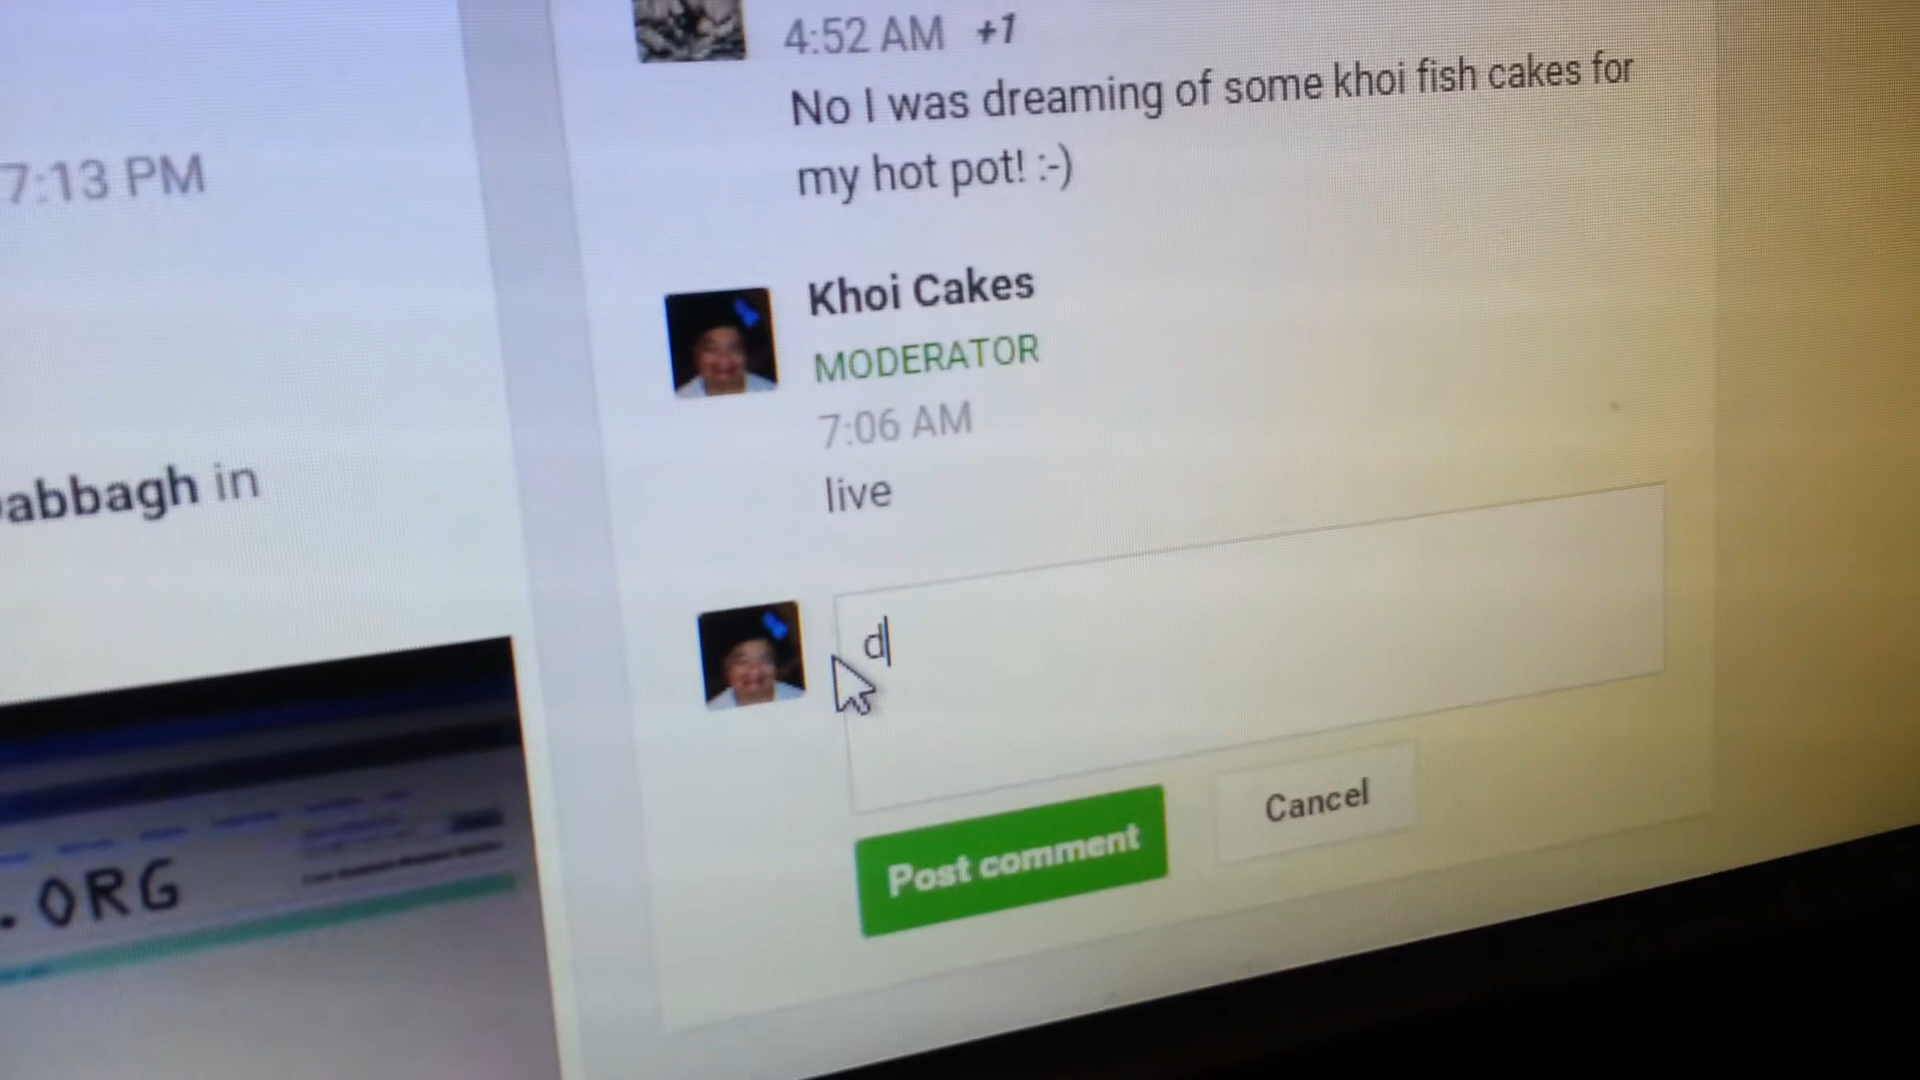 4:52 AM +1
No I was dreaming of some khoi fish cakes for
my hot pot! :-)
7:13 PM
Khoi Cakes
MODERATOR
7:06 AM
live
abbagh in
d
Post comment
Cancel
.ORG